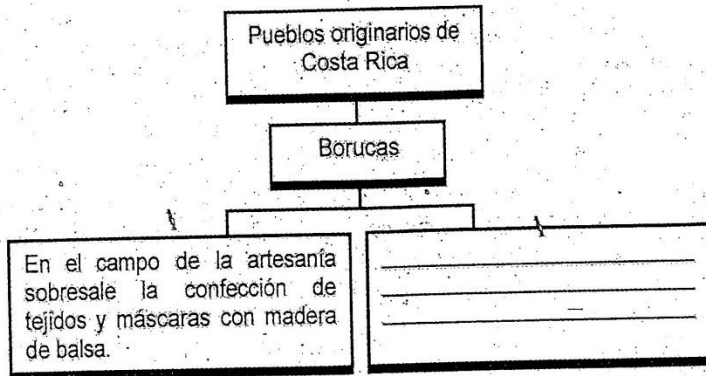 Pueblos originarios de
Costa Rica
Borucas
En el campo de la artesanía
sobresale la confección de
tejidos y máscaras con madera
de balsa.